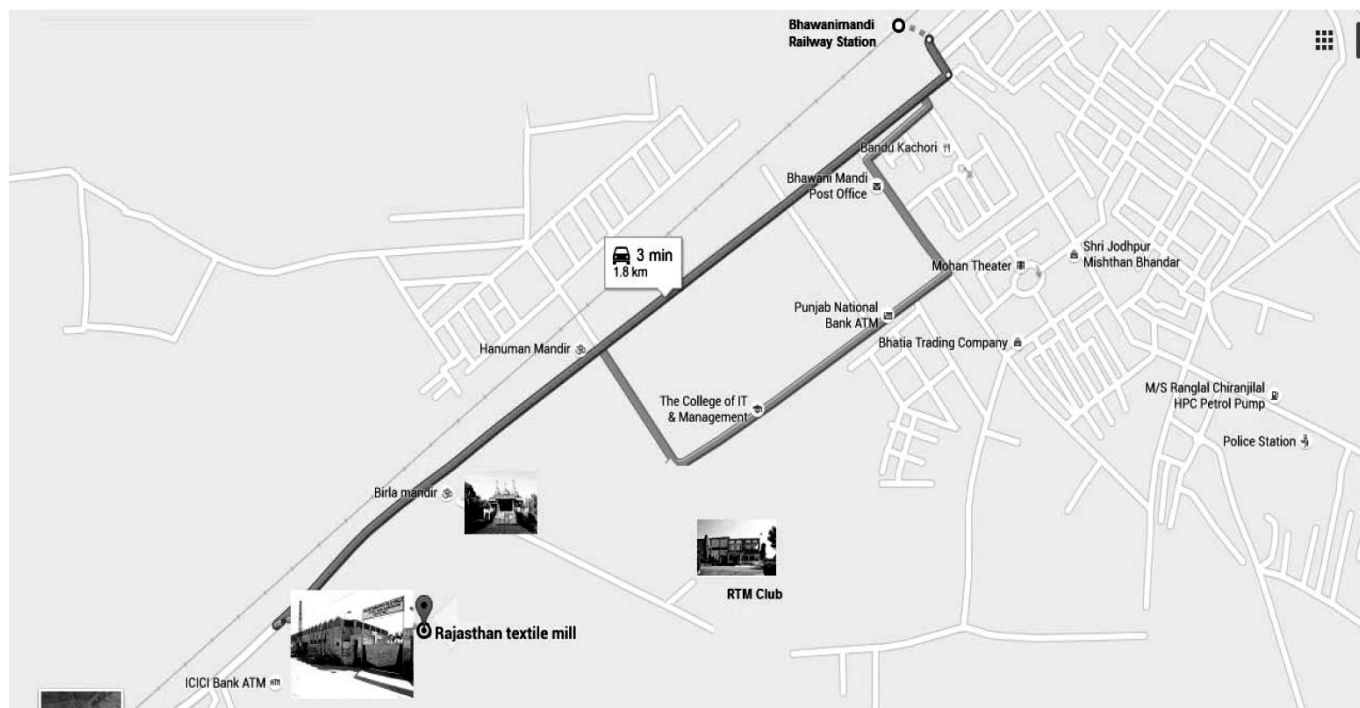 Bhawanimandi
Railway Station
Bandu Kachori
Bhawani Mandi
Post Office
3 min
1.8 km
Shri Jodhpur
Mishthan Bhandar
Mohan Theater
Punjab National
Bank ATM
Bhatia Trading Company
Hanuman Mandir
The College of IT
& Management
M/S Ranglal Chiranjilal
HPC Petrol Pump
Police Station
Birla mandir
RTM Club
Rajasthan textile mill
ICICI Bank ATM
ATM